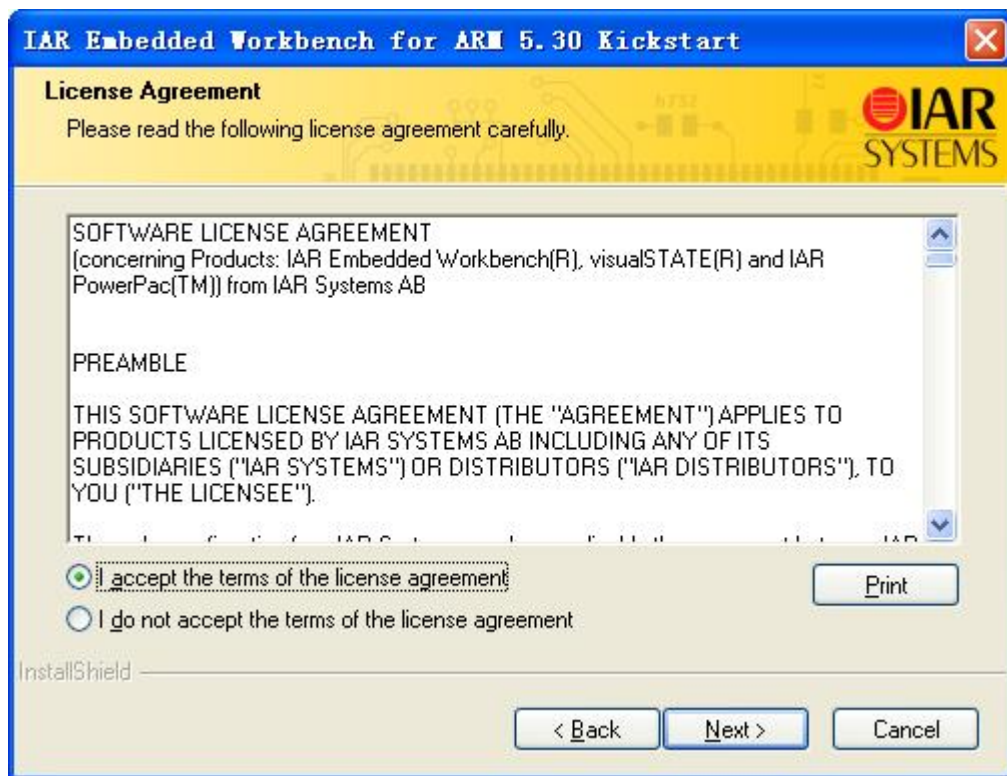 IAR Embedded Workbench for ARM 5.30 Kickstart
License Agreement
Please read the following license agreement carefully.
IAR
SYSTEMS
SOFTWARE LICENSE AGREEMENT
(concerning Products: IAR Embedded Workbench(R), visualSTATE(R) and IAR
PowerPac(TM)) from IAR Systems AB
PREAMBLE
THIS SOFTWARE LICENSE AGREEMENT (THE "AGREEMENT") APPLIES TO
PRODUCTS LICENSED BY IAR SYSTEMS AB INCLUDING ANY OF ITS
SUBSIDIARIES ("IAR SYSTEMS") OR DISTRIBUTORS ("IAR DISTRIBUTORS"), TO
YOU ("THE LICENSEE").
I accept the terms of the license agreement
Print
I do not accept the terms of the license agreement
InstallShield
< Back
Next >
Cancel